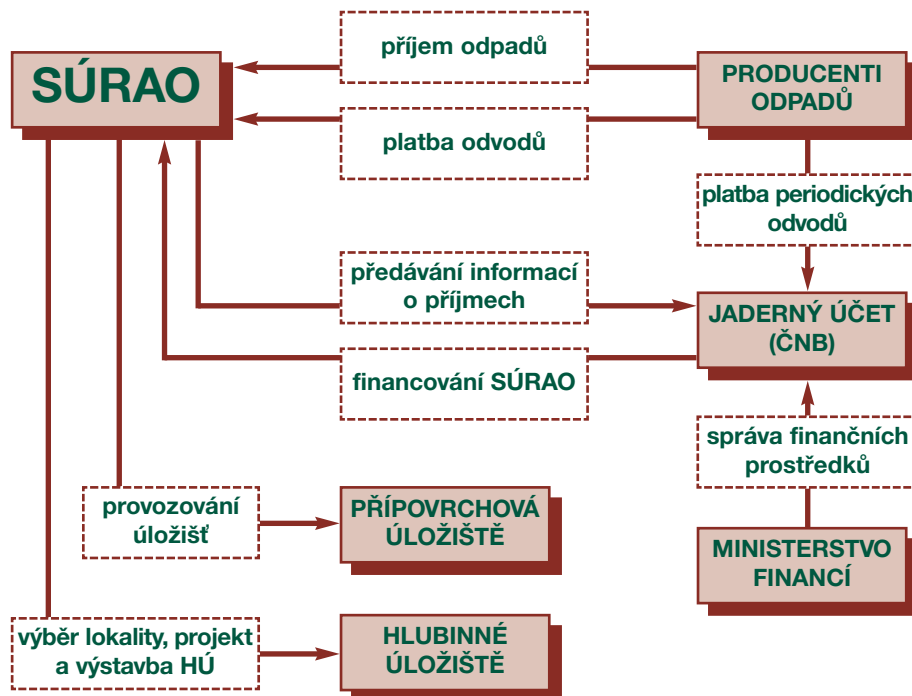 SÚRAO
příjem odpadů
PRODUCENTI
ODPADŮ
platba odvodů
platba periodických
odvodů
předávání informací
o příjmech
JADERNÝ ÚČET
(ČNB)
financování SÚRAO
správa finančních
prostředků
provozování
úložišť
PŘÍPOVRCHOVÁ
ÚLOŽIŠTĚ
MINISTERSTVO
FINANCÍ
výběr lokality, projekt
a výstavba HÚ
HLUBINNÉ
ÚLOŽIŠTĚ